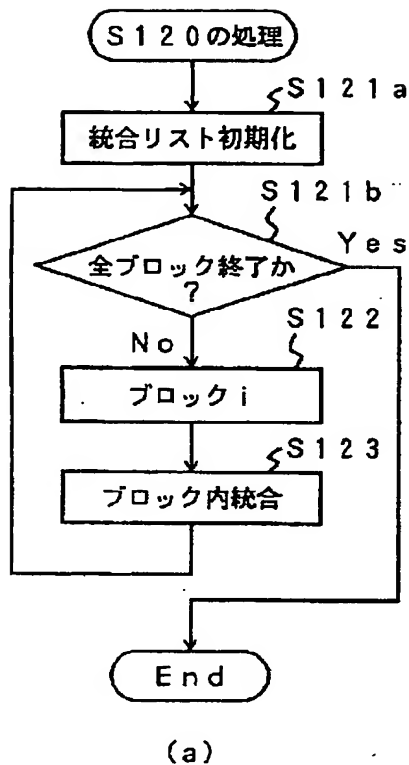 S120の処理
S121a
統合リスト初期化
S121b
全ブロック終了か
?
Yes
No
S122
ブロックi
S123
ブロック内統合
End
(a)